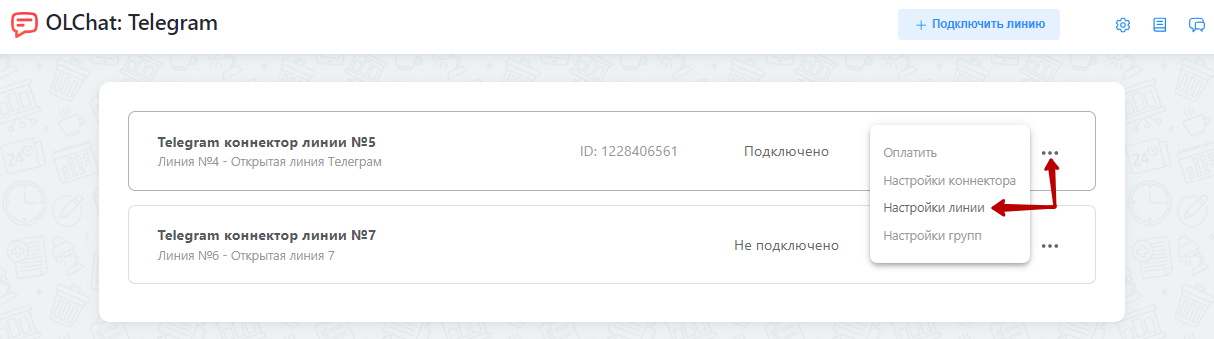 OLChat: Telegram
+ Подключить линию
Telegram коннектор линии №5
Линия №4 - Открытая линия Телеграм
ID: 1228406561
Подключено
Оплатить
Настройки коннектора
Настройки линии
Настройки групп
Telegram коннектор линии №7
Линия №6 - Открытая линия 7
Не подключено